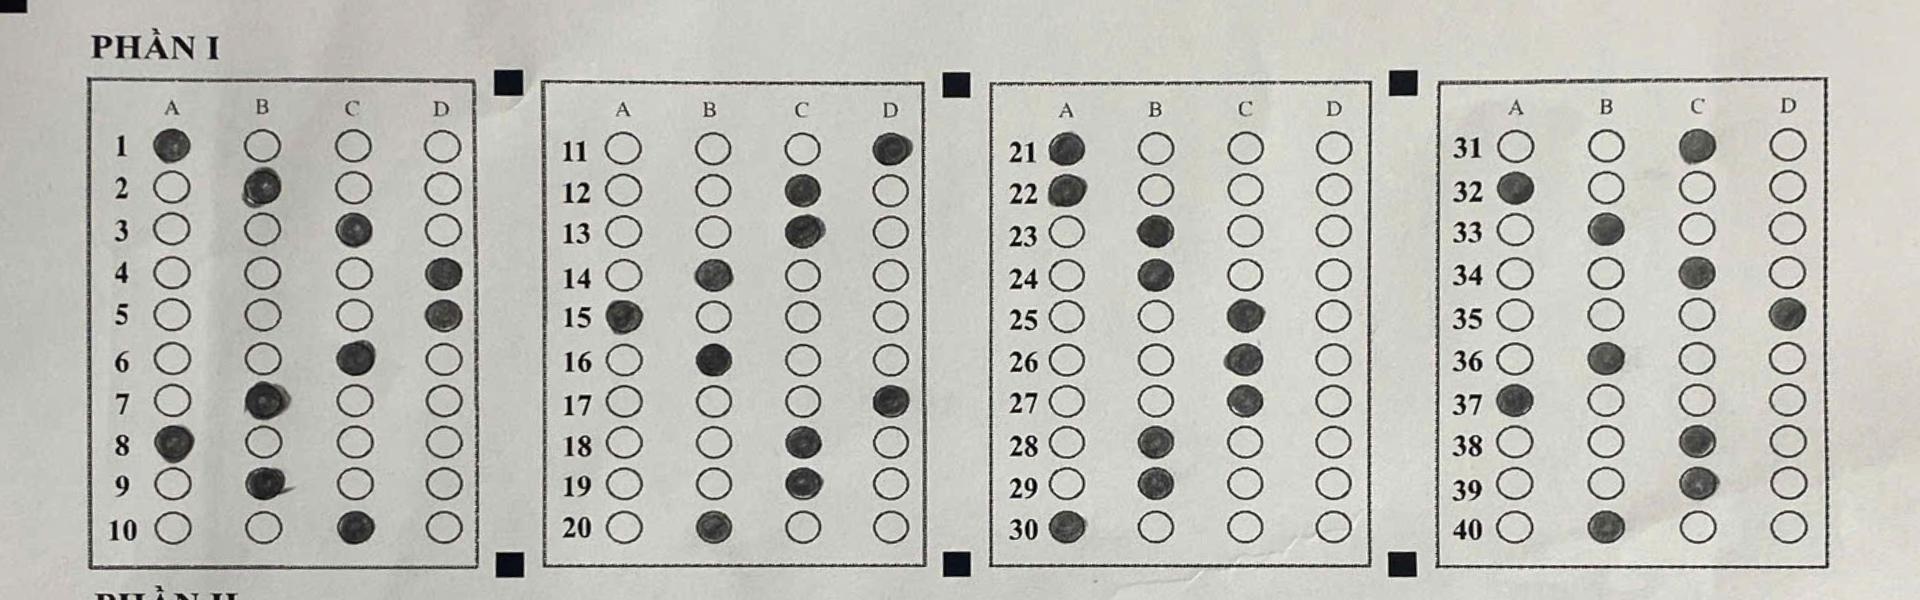 PHẦN I
A B C D A B C D A B C D A B C D
1 11 21 31
2 12 22 32
3 13 23 33
4 14 24 34
5 15 25 35
6 16 26 36
7 17 27 37
8 18 28 38
9 19 29 39
10 20 30 40
PHẦN II